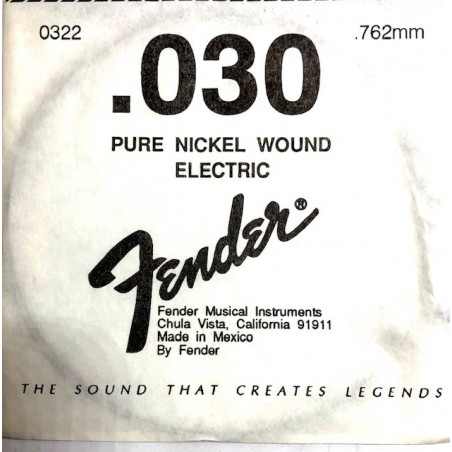 0322 .762mm
.030
PURE NICKEL WOUND
ELECTRIC
Fender®
Fender Musical Instruments
Chula Vista, California 91911
Made in Mexico
By Fender
THE SOUND THAT CREATES LEGENDS